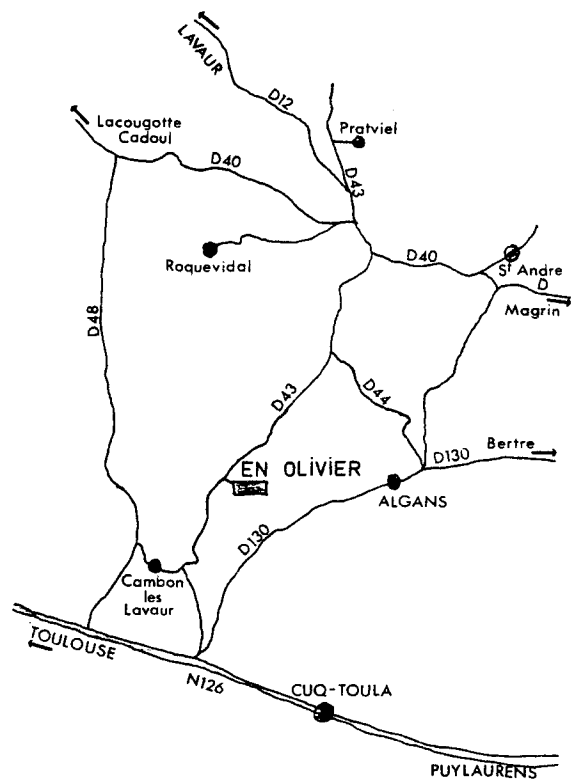 LAVAUR
D12
Lacougotte
Cadoul
Pratviel
D40
D43
Roquevidal
D40
St Andre
D
Magrin
D48
D43
D44
Bertre
D130
EN OLIVIER
ALGANS
D130
Cambon
les
Lavaur
TOULOUSE
N126
CUQ-TOULA
PUYLAURENS